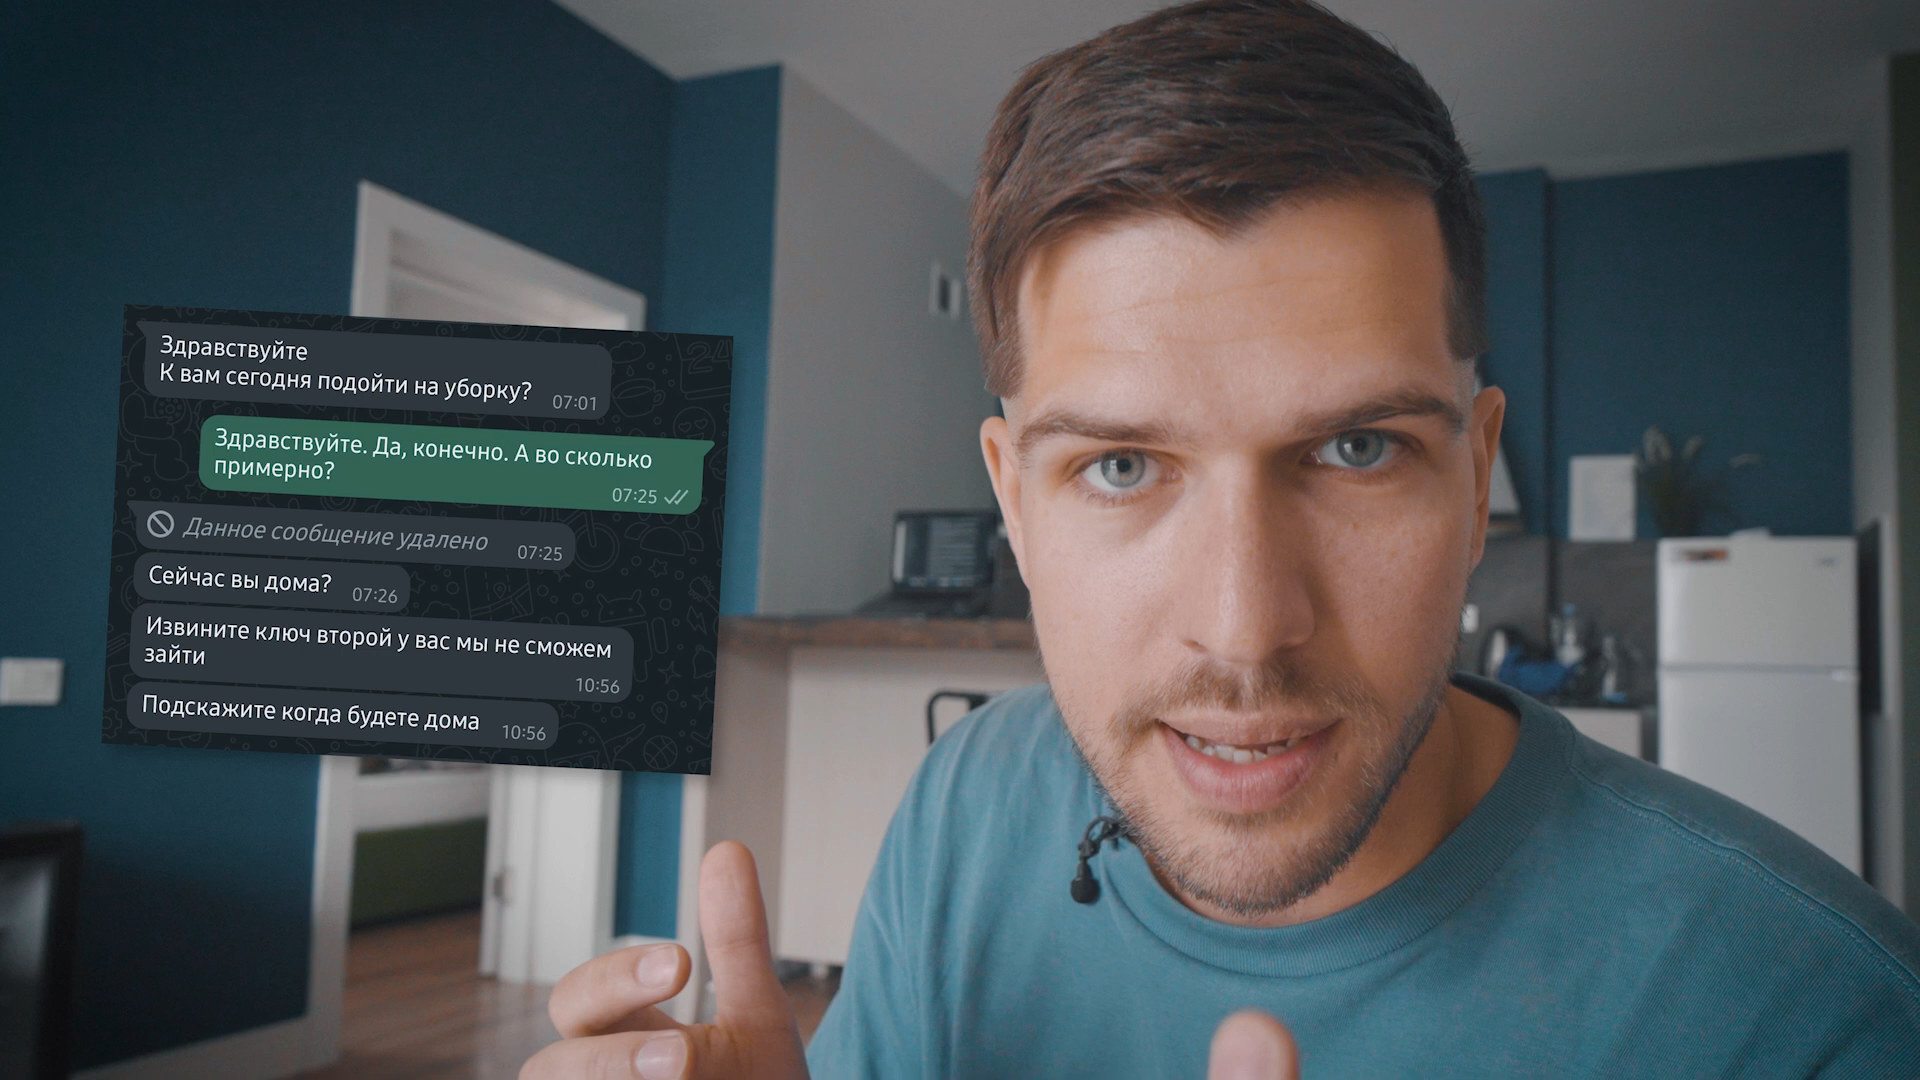 Здравствуйте
К вам сегодня подойти на уборку?
07:01
Здравствуйте. Да, конечно. А во сколько
примерно?
07:25
Данное сообщение удалено
07:25
Сейчас вы дома?
07:26
Извините ключ второй у вас мы не сможем
зайти
10:56
Подскажите когда будете дома
10:56